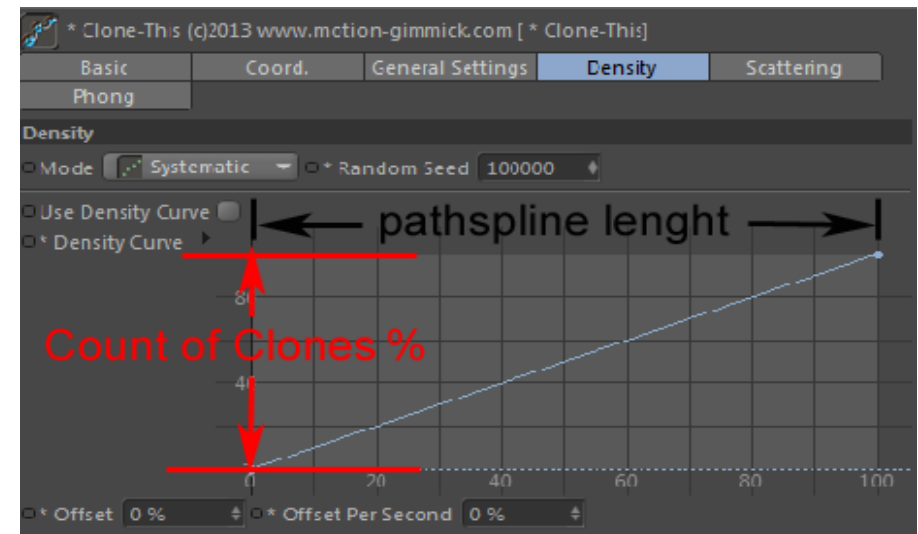 * Clone-This (c)2013 www.mction-gimmick.com [ * Clone-This]
Basic Coord. General Settings Density Scattering
Phong
Density
Mode Systematic * Random Seed 100000
Use Density Curve
pathspline lenght
* Density Curve
80
Count of Clones %
40
0 20 40 60 80 100
* Offset 0 % * Offset Per Second 0 %